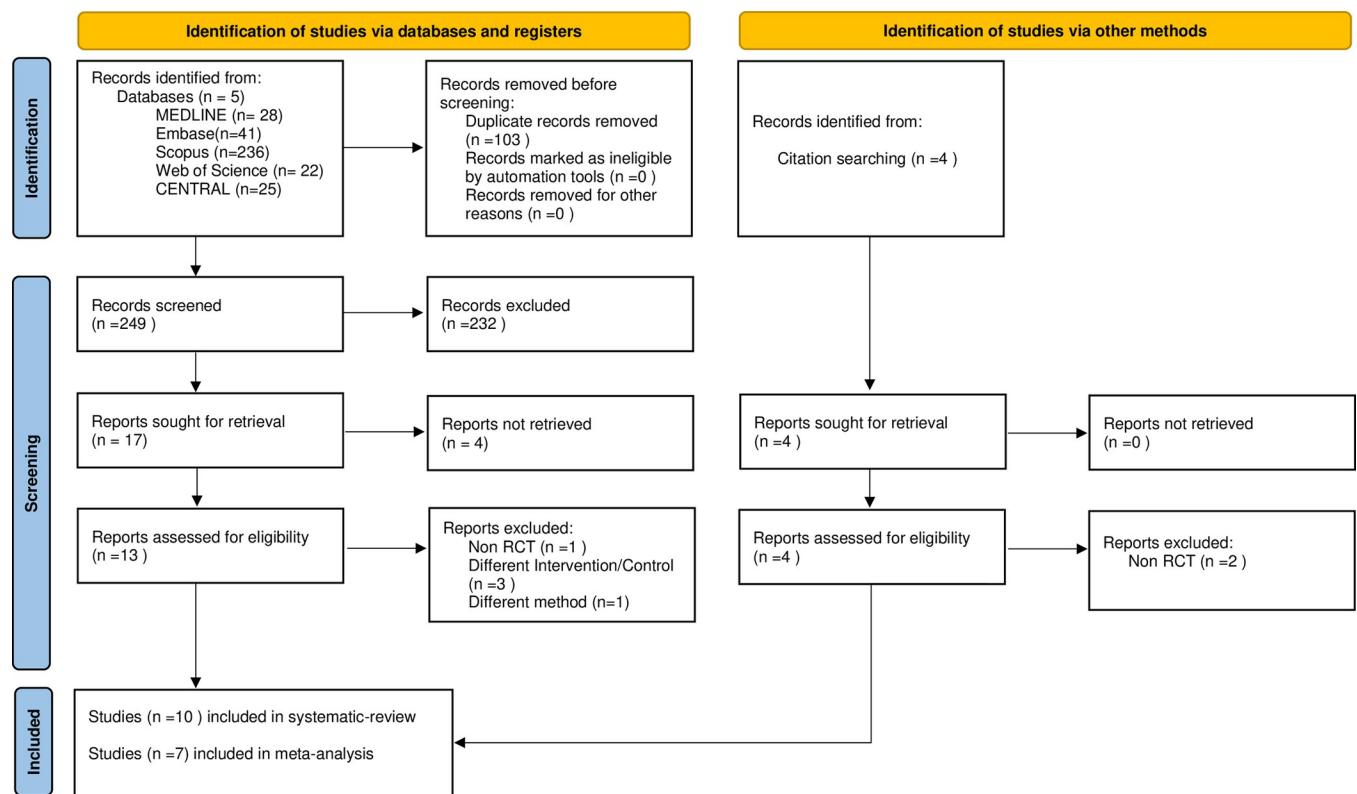 Identification of studies via databases and registers
Identification of studies via other methods
Identification
Records identified from:
Databases (n = 5)
MEDLINE (n= 28)
Embase(n=41)
Scopus (n=236)
Web of Science (n= 22)
CENTRAL (n=25)
Records removed before
screening:
Duplicate records removed
(n =103 )
Records marked as ineligible
by automation tools (n =0 )
Records removed for other
reasons (n =0 )
Records identified from:
Citation searching (n =4 )
Screening
Records screened
(n =249 )
Records excluded
(n =232 )
Reports sought for retrieval
(n = 17)
Reports not retrieved
(n = 4)
Reports sought for retrieval
(n =4 )
Reports not retrieved
(n =0 )
Reports assessed for eligibility
(n =13 )
Reports excluded:
Non RCT (n =1 )
Different Intervention/Control
(n =3 )
Different method (n=1)
Reports assessed for eligibility
(n =4 )
Reports excluded:
Non RCT (n =2 )
Included
Studies (n =10 ) included in systematic-review
Studies (n =7) included in meta-analysis